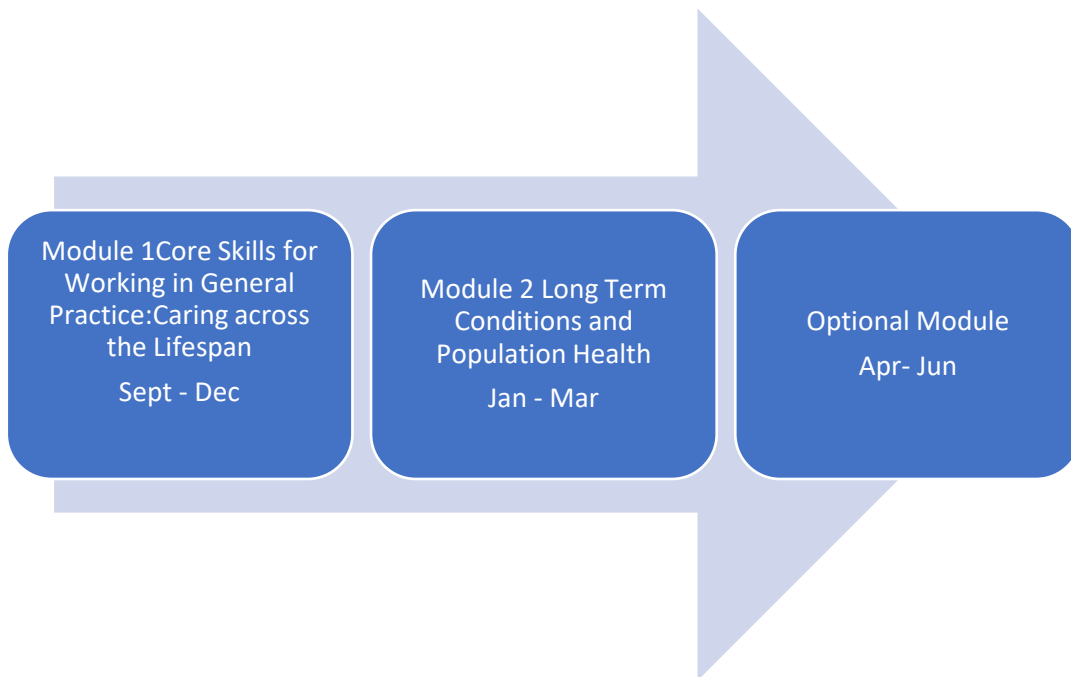 Module 1Core Skills for
Working in General
Practice:Caring across
the Lifespan
Sept - Dec
Module 2 Long Term
Conditions and
Population Health
Jan - Mar
Optional Module
Apr- Jun